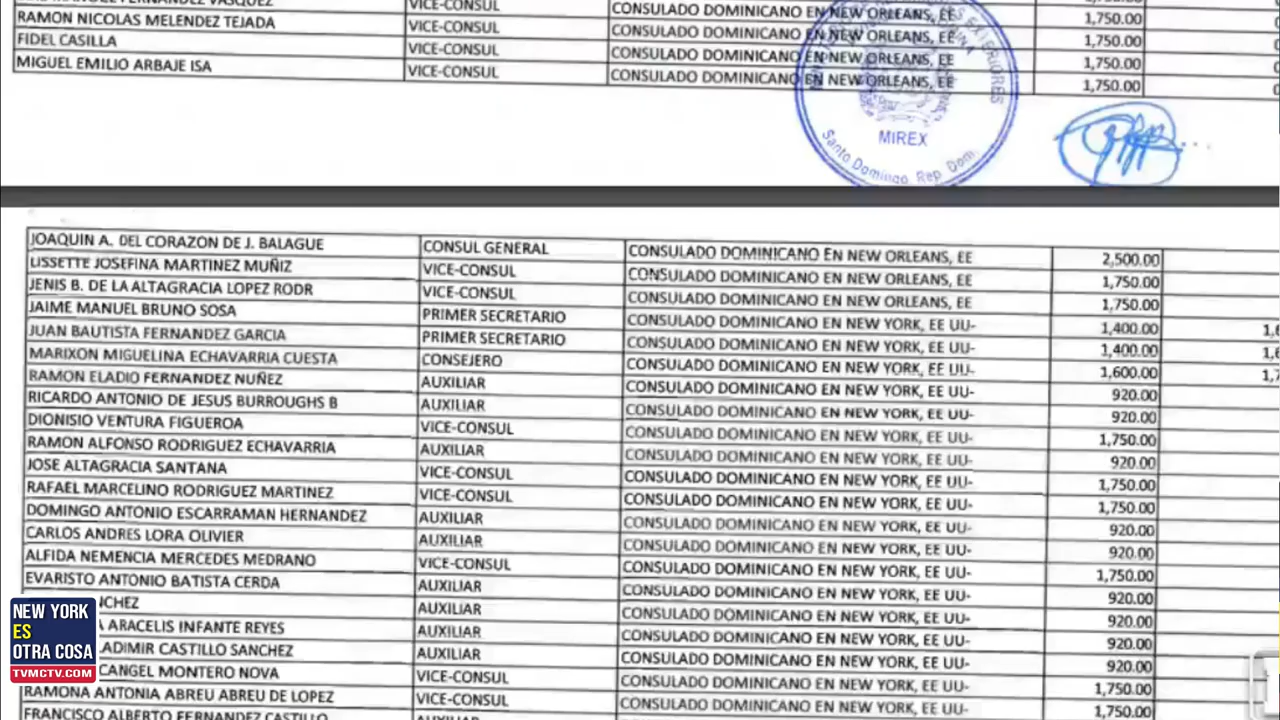 VICE-CONSUL CONSULADO DOMINICANO EN NEW ORLEANS, EE
RAMON NICOLAS MELENDEZ TEJADA VICE-CONSUL CONSULADO DOMINICANO EN NEW ORLEANS, EE 1,750.00
FIDEL CASILLA VICE-CONSUL CONSULADO DOMINICANO EN NEW ORLEANS, EE 1,750.00
MIGUEL EMILIO ARBAJE ISA VICE-CONSUL CONSULADO DOMINICANO EN NEW ORLEANS, EE 1,750.00
EXTERIORES
MIREX
Santo Domingo, Rep. Dom.
JOAQUIN A. DEL CORAZON DE J. BALAGUE CONSUL GENERAL CONSULADO DOMINICANO EN NEW ORLEANS, EE 2,500.00
LISSETTE JOSEFINA MARTINEZ MUÑIZ VICE-CONSUL CONSULADO DOMINICANO EN NEW ORLEANS, EE 1,750.00
JENIS B. DE LA ALTAGRACIA LOPEZ RODR VICE-CONSUL CONSULADO DOMINICANO EN NEW ORLEANS, EE 1,750.00
JAIME MANUEL BRUNO SOSA PRIMER SECRETARIO CONSULADO DOMINICANO EN NEW YORK, EE UU- 1,400.00
JUAN BAUTISTA FERNANDEZ GARCIA PRIMER SECRETARIO CONSULADO DOMINICANO EN NEW YORK, EE UU- 1,400.00
MARIXON MIGUELINA ECHAVARRIA CUESTA CONSEJERO CONSULADO DOMINICANO EN NEW YORK, EE UU- 1,600.00
RAMON ELADIO FERNANDEZ NUÑEZ AUXILIAR CONSULADO DOMINICANO EN NEW YORK, EE UU- 920.00
RICARDO ANTONIO DE JESUS BURROUGHS B AUXILIAR CONSULADO DOMINICANO EN NEW YORK, EE UU- 920.00
DIONISIO VENTURA FIGUEROA VICE-CONSUL CONSULADO DOMINICANO EN NEW YORK, EE UU- 1,750.00
RAMON ALFONSO RODRIGUEZ ECHAVARRIA AUXILIAR CONSULADO DOMINICANO EN NEW YORK, EE UU- 920.00
JOSE ALTAGRACIA SANTANA VICE-CONSUL CONSULADO DOMINICANO EN NEW YORK, EE UU- 1,750.00
RAFAEL MARCELINO RODRIGUEZ MARTINEZ VICE-CONSUL CONSULADO DOMINICANO EN NEW YORK, EE UU- 1,750.00
DOMINGO ANTONIO ESCARRAMAN HERNANDEZ AUXILIAR CONSULADO DOMINICANO EN NEW YORK, EE UU- 920.00
CARLOS ANDRES LORA OLIVIER AUXILIAR CONSULADO DOMINICANO EN NEW YORK, EE UU- 920.00
ALFIDA NEMENCIA MERCEDES MEDRANO VICE-CONSUL CONSULADO DOMINICANO EN NEW YORK, EE UU- 1,750.00
EVARISTO ANTONIO BATISTA CERDA AUXILIAR CONSULADO DOMINICANO EN NEW YORK, EE UU- 920.00
NCHEZ AUXILIAR CONSULADO DOMINICANO EN NEW YORK, EE UU- 920.00
A ARACELIS INFANTE REYES AUXILIAR CONSULADO DOMINICANO EN NEW YORK, EE UU- 920.00
ADIMIR CASTILLO SANCHEZ AUXILIAR CONSULADO DOMINICANO EN NEW YORK, EE UU- 920.00
CANGEL MONTERO NOVA VICE-CONSUL CONSULADO DOMINICANO EN NEW YORK, EE UU- 1,750.00
RAMONA ANTONIA ABREU ABREU DE LOPEZ VICE-CONSUL CONSULADO DOMINICANO EN NEW YORK, EE UU- 1,750.00
FRANCISCO ALBERTO FERNANDEZ CASTILLO
NEW YORK
ES
OTRA COSA
TVMCTV.COM